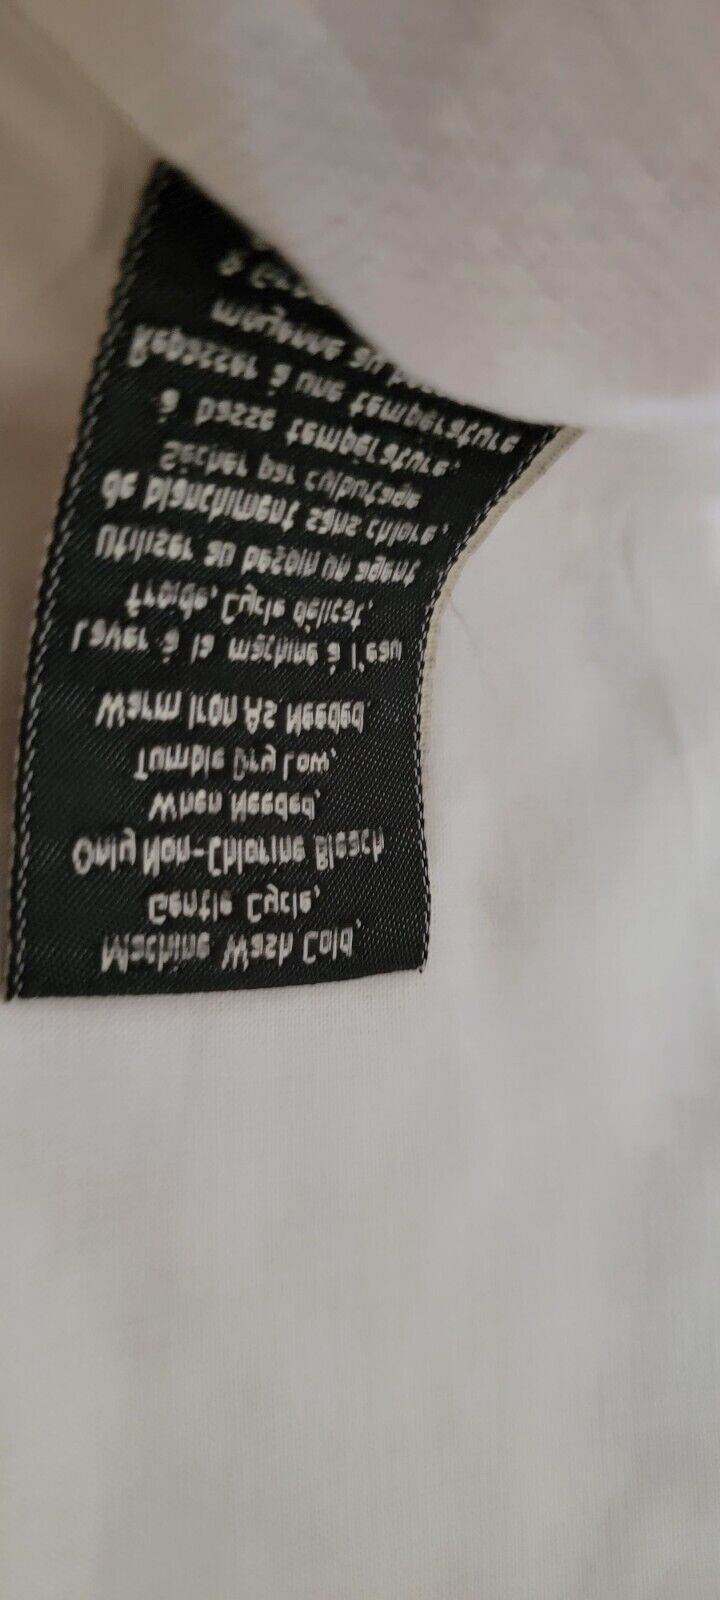 Machine Wash Cold,
Gentle Cycle,
Only Non-Chlorine Bleach
When Needed,
Tumble Dry Low,
Warm Iron As Needed.
Laver à la machine à l'eau
froide, Cycle délicat,
Utilizer au besoin un agent
de blanchiment sans chlore,
Sécher par culbutage
à basse température,
Repasser à une température
moyenne au